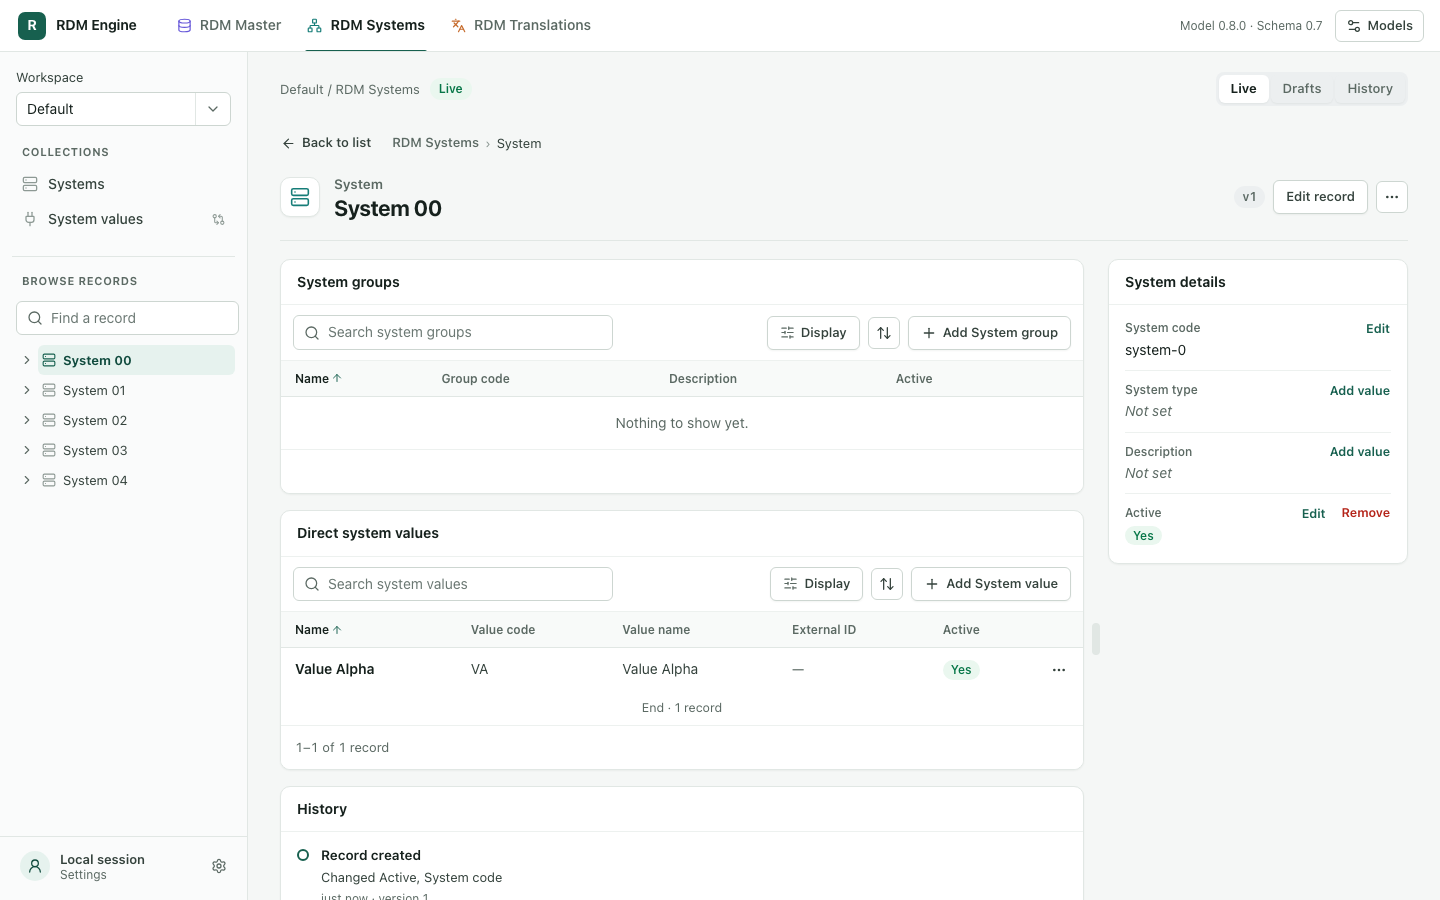 R RDM Engine RDM Master RDM Systems RDM Translations Model 0.8.0 · Schema 0.7 Models
Workspace
Default
COLLECTIONS
Systems
System values
BROWSE RECORDS
Find a record
System 00
System 01
System 02
System 03
System 04
Local session
Settings
Default / RDM Systems Live Live Drafts History
Back to list RDM Systems › System
System
System 00
v1 Edit record
System groups
Search system groups Display Add System group
Name Group code Description Active
Nothing to show yet.
Direct system values
Search system values Display Add System value
Name Value code Value name External ID Active
Value Alpha VA Value Alpha — Yes
End · 1 record
1–1 of 1 record
History
Record created
Changed Active, System code
just now · version 1
System details
System code Edit
system-0
System type Add value
Not set
Description Add value
Not set
Active Edit Remove
Yes